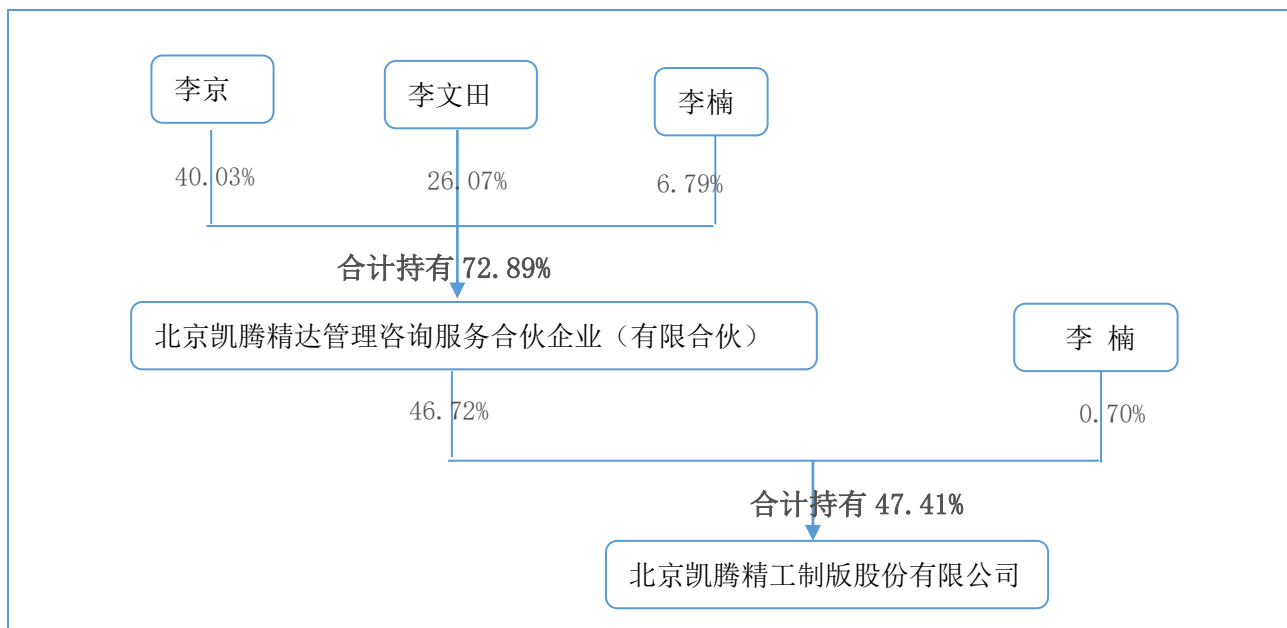 李京
李文田
李楠
40.03%
26.07%
6.79%
合计持有 72.89%
北京凯腾精达管理咨询服务合伙企业（有限合伙）
李 楠
46.72%
0.70%
合计持有 47.41%
北京凯腾精工制版股份有限公司